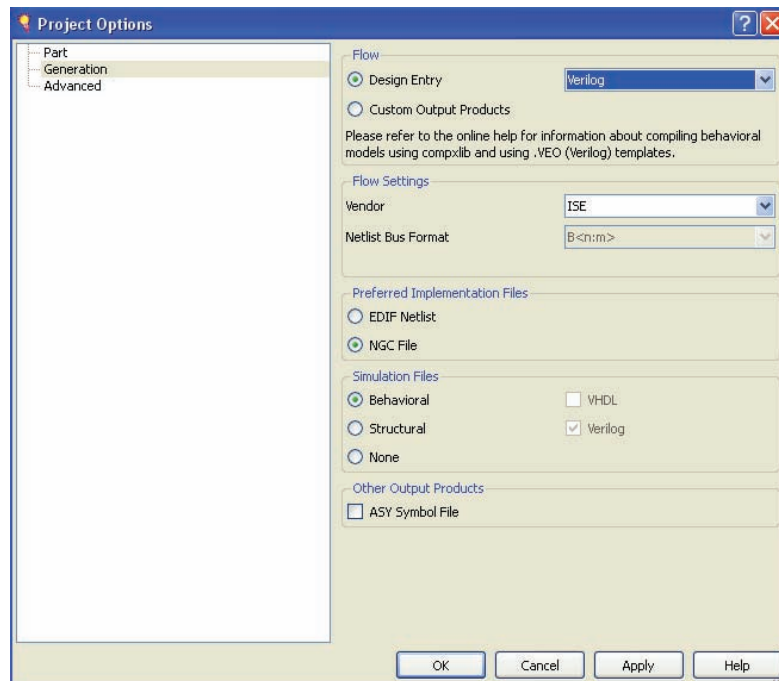 Project Options
Part
Generation
Advanced
Flow
Design Entry
Verilog
Custom Output Products
Please refer to the online help for information about compiling behavioral
models using compxlib and using .VEO (Verilog) templates.
Flow Settings
Vendor
ISE
Netlist Bus Format
B<n:m>
Preferred Implementation Files
EDIF Netlist
NGC File
Simulation Files
Behavioral
VHDL
Structural
Verilog
None
Other Output Products
ASY Symbol File
OK
Cancel
Apply
Help